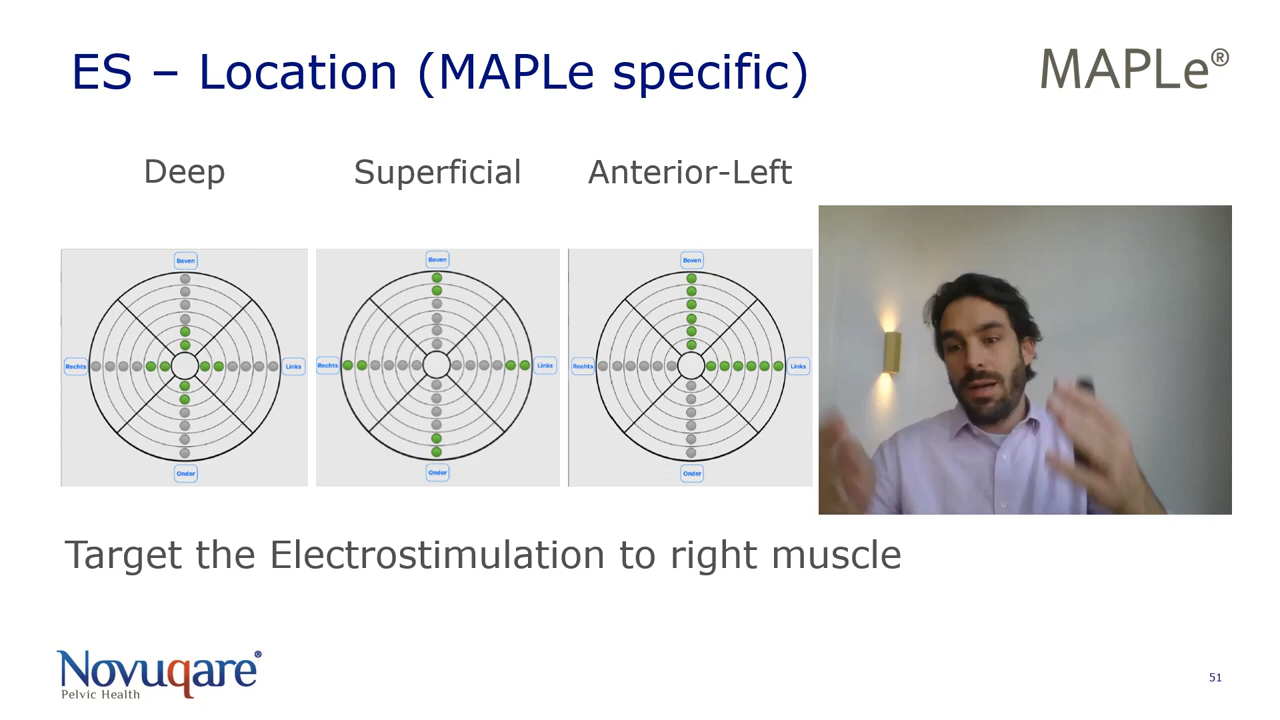 ES – Location (MAPLe specific)
MAPLe®
Deep
Superficial
Anterior-Left
Boven
Boven
Boven
Rechts
Links
Rechts
Links
Rechts
Links
Onder
Onder
Onder
Target the Electrostimulation to right muscle
Novuqare®
Pelvic Health
51